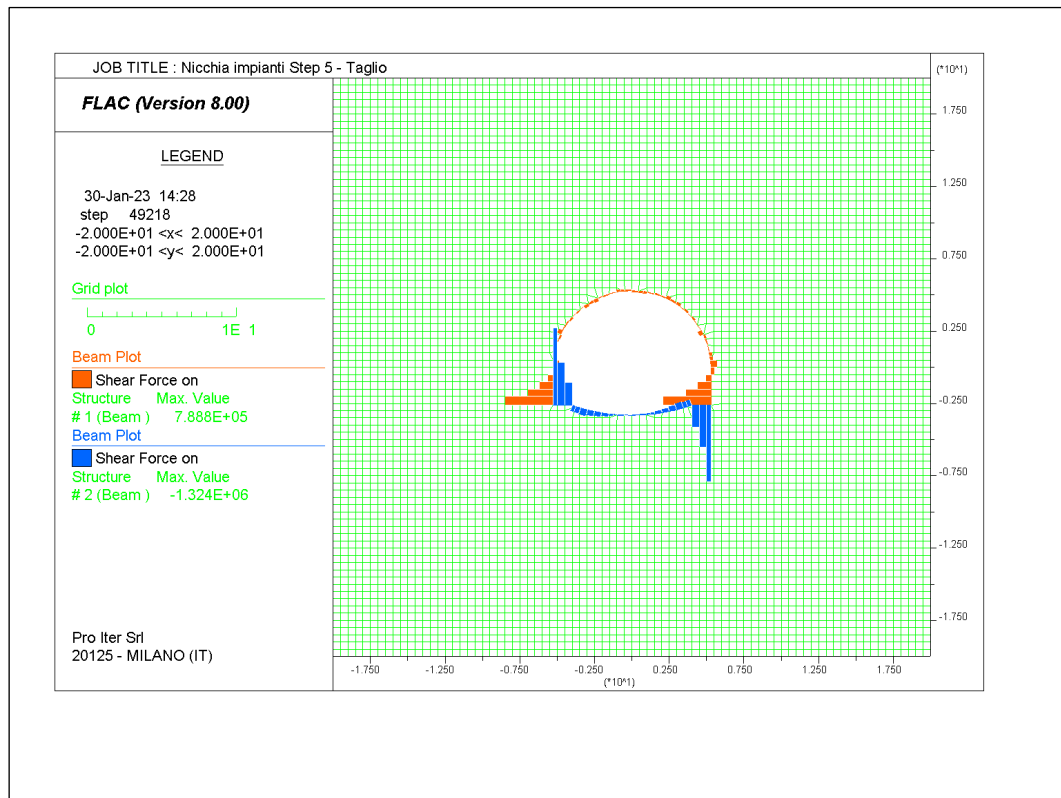 JOB TITLE : Nicchia impianti Step 5 - Taglio
(*10^1)
FLAC (Version 8.00)
LEGEND
30-Jan-23 14:28
step 49218
-2.000E+01 <x< 2.000E+01
-2.000E+01 <y< 2.000E+01
Grid plot
0 1E 1
Beam Plot
Shear Force on
Structure Max. Value
# 1 (Beam ) 7.888E+05
Beam Plot
Shear Force on
Structure Max. Value
# 2 (Beam ) -1.324E+06
Pro Iter Srl
20125 - MILANO (IT)
1.750
1.250
0.750
0.250
-0.250
-0.750
-1.250
-1.750
-1.750 -1.250 -0.750 -0.250 0.250 0.750 1.250 1.750
(*10^1)